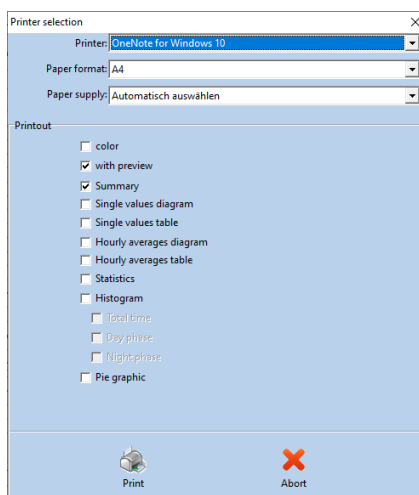 Printer selection
Printer: OneNote for Windows 10
Paper format: A4
Paper supply: Automatisch auswählen
Printout
color
with preview
Summary
Single values diagram
Single values table
Hourly averages diagram
Hourly averages table
Statistics
Histogram
Total time
Day phase
Night-phase
Pie graphic
Print Abort